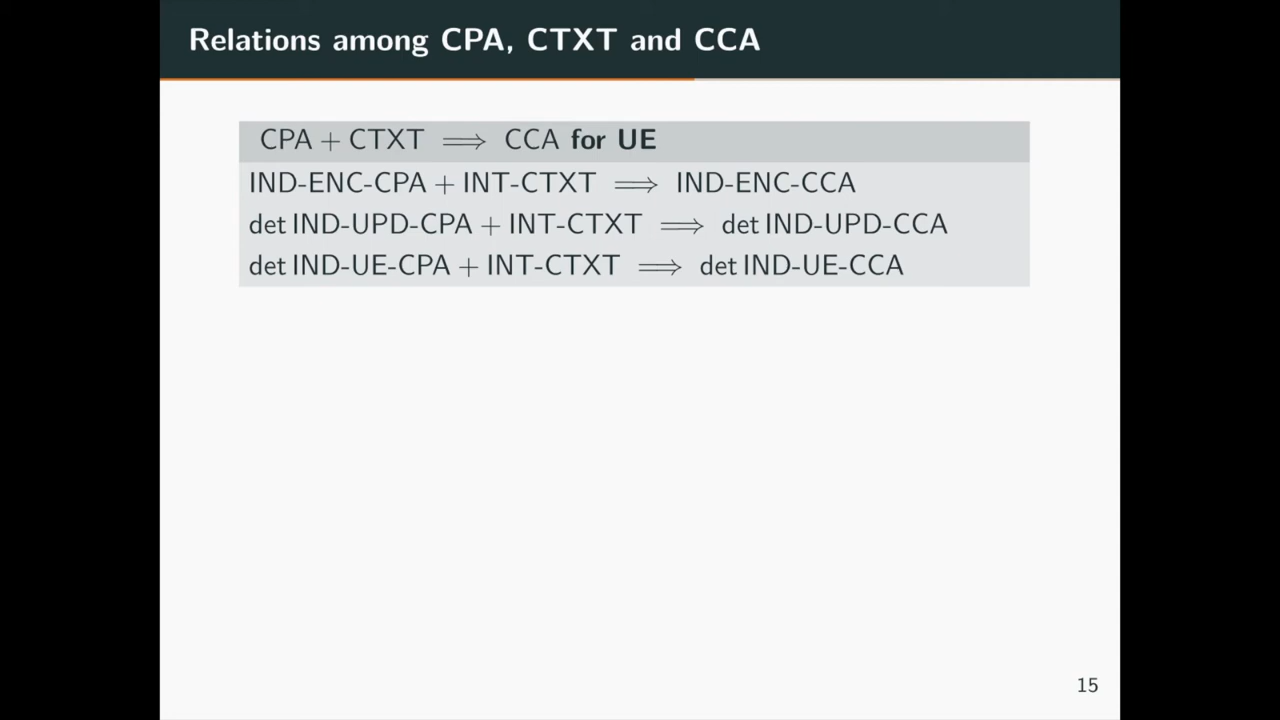 Relations among CPA, CTXT and CCA
CPA + CTXT ⟹ CCA for UE
IND-ENC-CPA + INT-CTXT ⟹ IND-ENC-CCA
det IND-UPD-CPA + INT-CTXT ⟹ det IND-UPD-CCA
det IND-UE-CPA + INT-CTXT ⟹ det IND-UE-CCA
15